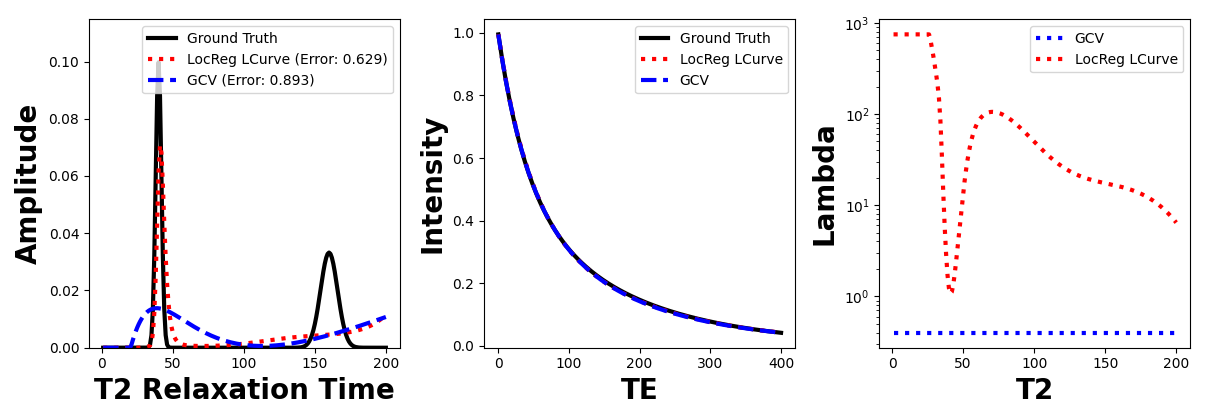 Amplitude
0.10
0.08
0.06
0.04
0.02
0.00
0 50 100 150 200
T2 Relaxation Time
Ground Truth
LocReg LCurve (Error: 0.629)
GCV (Error: 0.893)
Intensity
1.0
0.8
0.6
0.4
0.2
0.0
0 100 200 300 400
TE
Ground Truth
LocReg LCurve
GCV
Lambda
10³
10²
10¹
10⁰
0 50 100 150 200
T2
GCV
LocReg LCurve